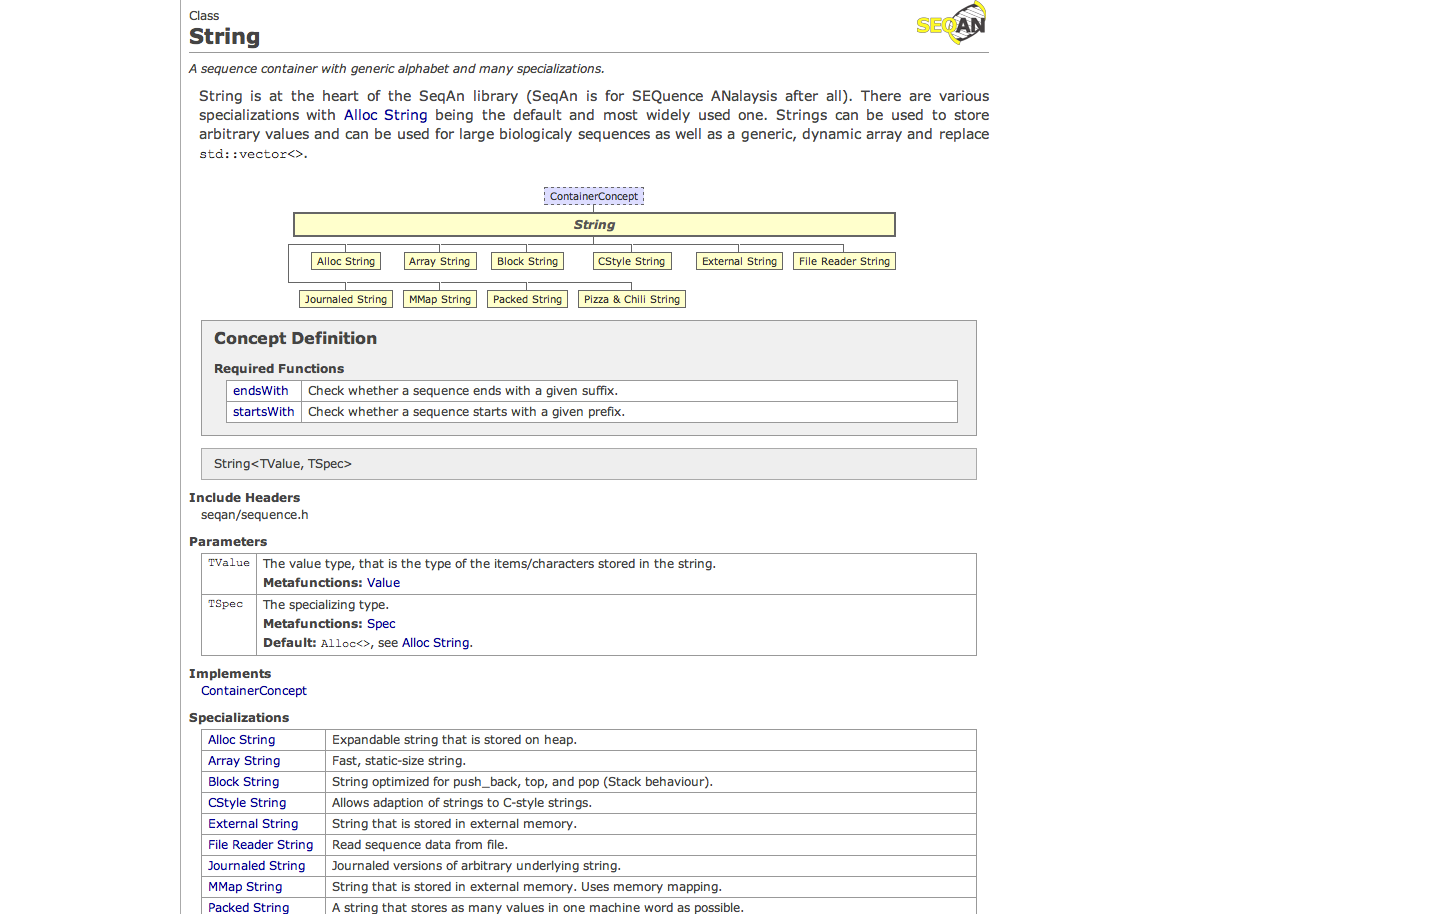 Class
String
SEQAN
A sequence container with generic alphabet and many specializations.
String is at the heart of the SeqAn library (SeqAn is for SEQuence ANalaysis after all). There are various
specializations with Alloc String being the default and most widely used one. Strings can be used to store
arbitrary values and can be used for large biologicaly sequences as well as a generic, dynamic array and replace
std::vector<>.
ContainerConcept
String
Alloc String Array String Block String CStyle String External String File Reader String
Journaled String MMap String Packed String Pizza & Chili String
Concept Definition
Required Functions
endsWith Check whether a sequence ends with a given suffix.
startsWith Check whether a sequence starts with a given prefix.
String<TValue, TSpec>
Include Headers
seqan/sequence.h
Parameters
TValue The value type, that is the type of the items/characters stored in the string.
Metafunctions: Value
TSpec The specializing type.
Metafunctions: Spec
Default: Alloc<>, see Alloc String.
Implements
ContainerConcept
Specializations
Alloc String Expandable string that is stored on heap.
Array String Fast, static-size string.
Block String String optimized for push_back, top, and pop (Stack behaviour).
CStyle String Allows adaption of strings to C-style strings.
External String String that is stored in external memory.
File Reader String Read sequence data from file.
Journaled String Journaled versions of arbitrary underlying string.
MMap String String that is stored in external memory. Uses memory mapping.
Packed String A string that stores as many values in one machine word as possible.